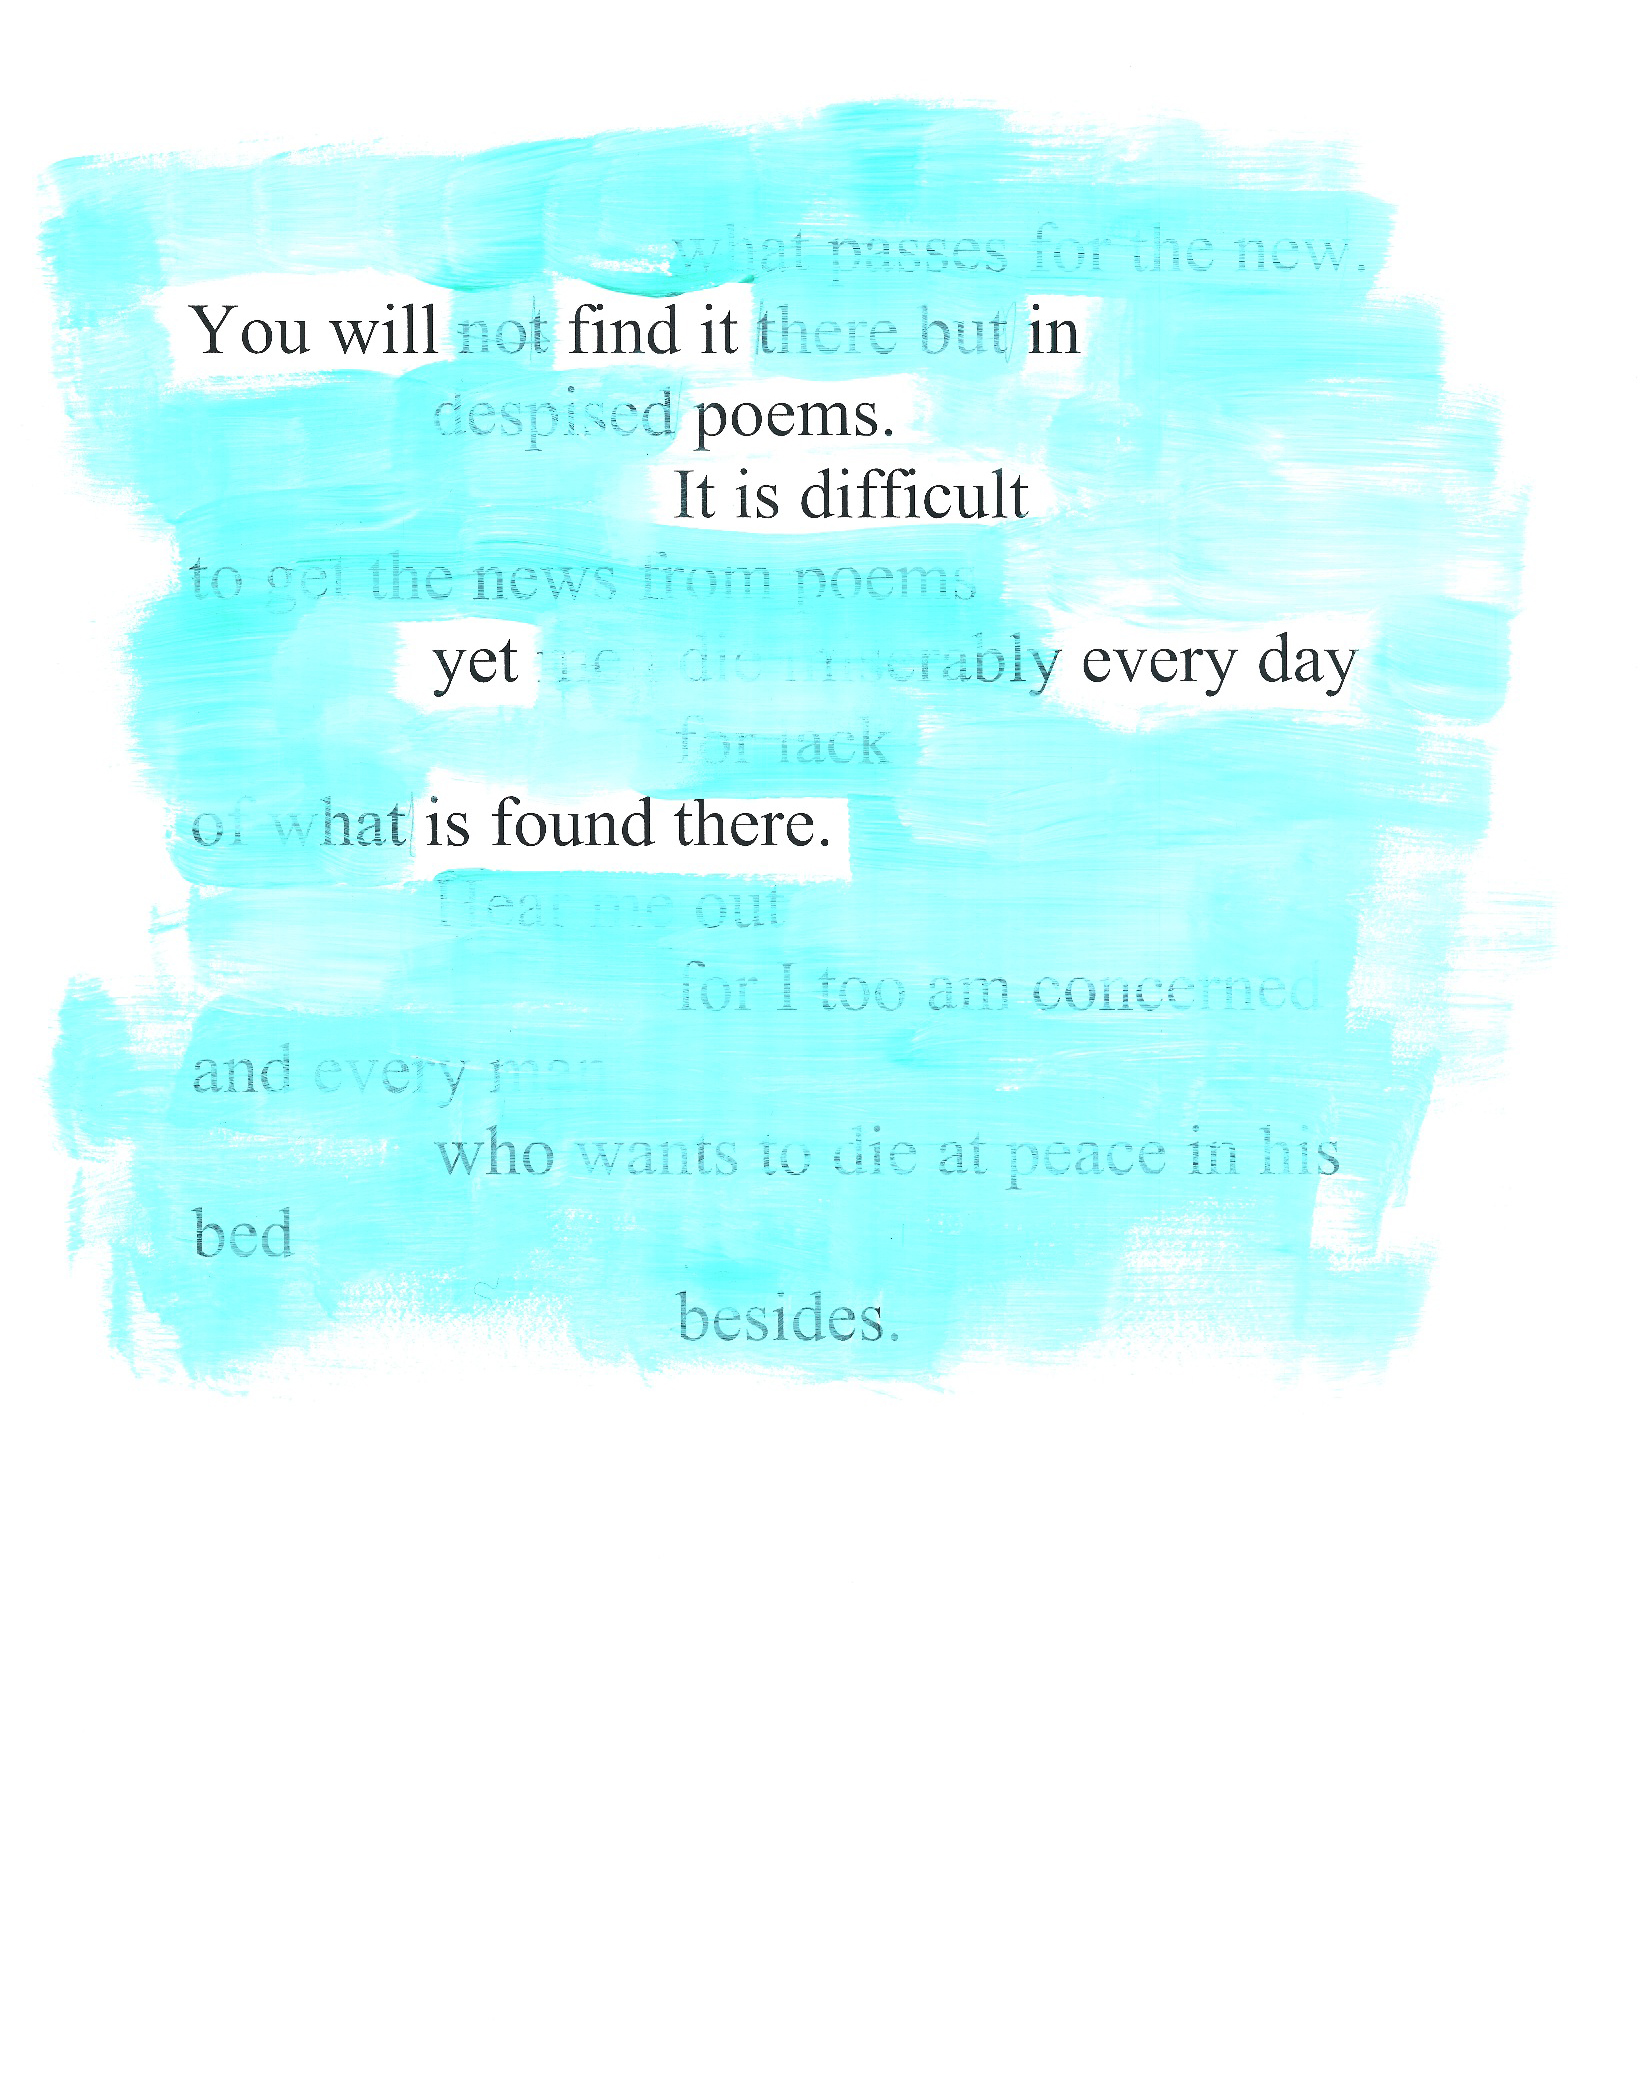 what passes for the new.
You will not find it there but in
despised poems.
It is difficult
to get the news from poems
yet men die miserably every day
for lack
of what is found there.
Hear me out
for I too am concerned
and every man
who wants to die at peace in his
bed
besides.